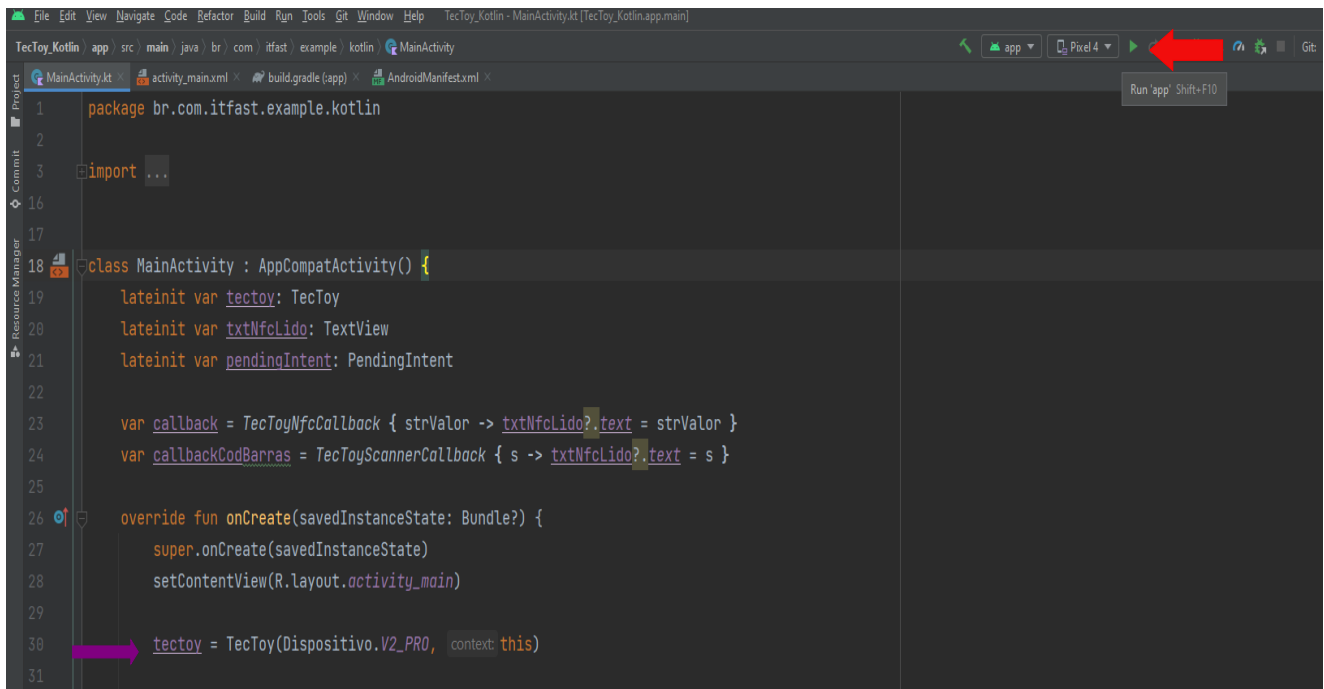 File Edit View Navigate Code Refactor Build Run Tools Git Window Help TecToy_Kotlin - MainActivity.kt [TecToy_Kotlin.app.main]
TecToy_Kotlin app src main java br com itfast example kotlin MainActivity app Pixel 4 Git:
MainActivity.kt activity_main.xml build.gradle (:app) AndroidManifest.xml
Run 'app' Shift+F10
Project
Commit
Resource Manager
1 package br.com.itfast.example.kotlin
2
3 import ...
16
17
18 class MainActivity : AppCompatActivity() {
19 lateinit var tectoy: TecToy
20 lateinit var txtNfcLido: TextView
21 lateinit var pendingIntent: PendingIntent
22
23 var callback = TecToyNfcCallback { strValor -> txtNfcLido?.text = strValor }
24 var callbackCodBarras = TecToyScannerCallback { s -> txtNfcLido?.text = s }
25
26 override fun onCreate(savedInstanceState: Bundle?) {
27 super.onCreate(savedInstanceState)
28 setContentView(R.layout.activity_main)
29
30 tectoy = TecToy(Dispositivo.V2_PRO, context: this)
31